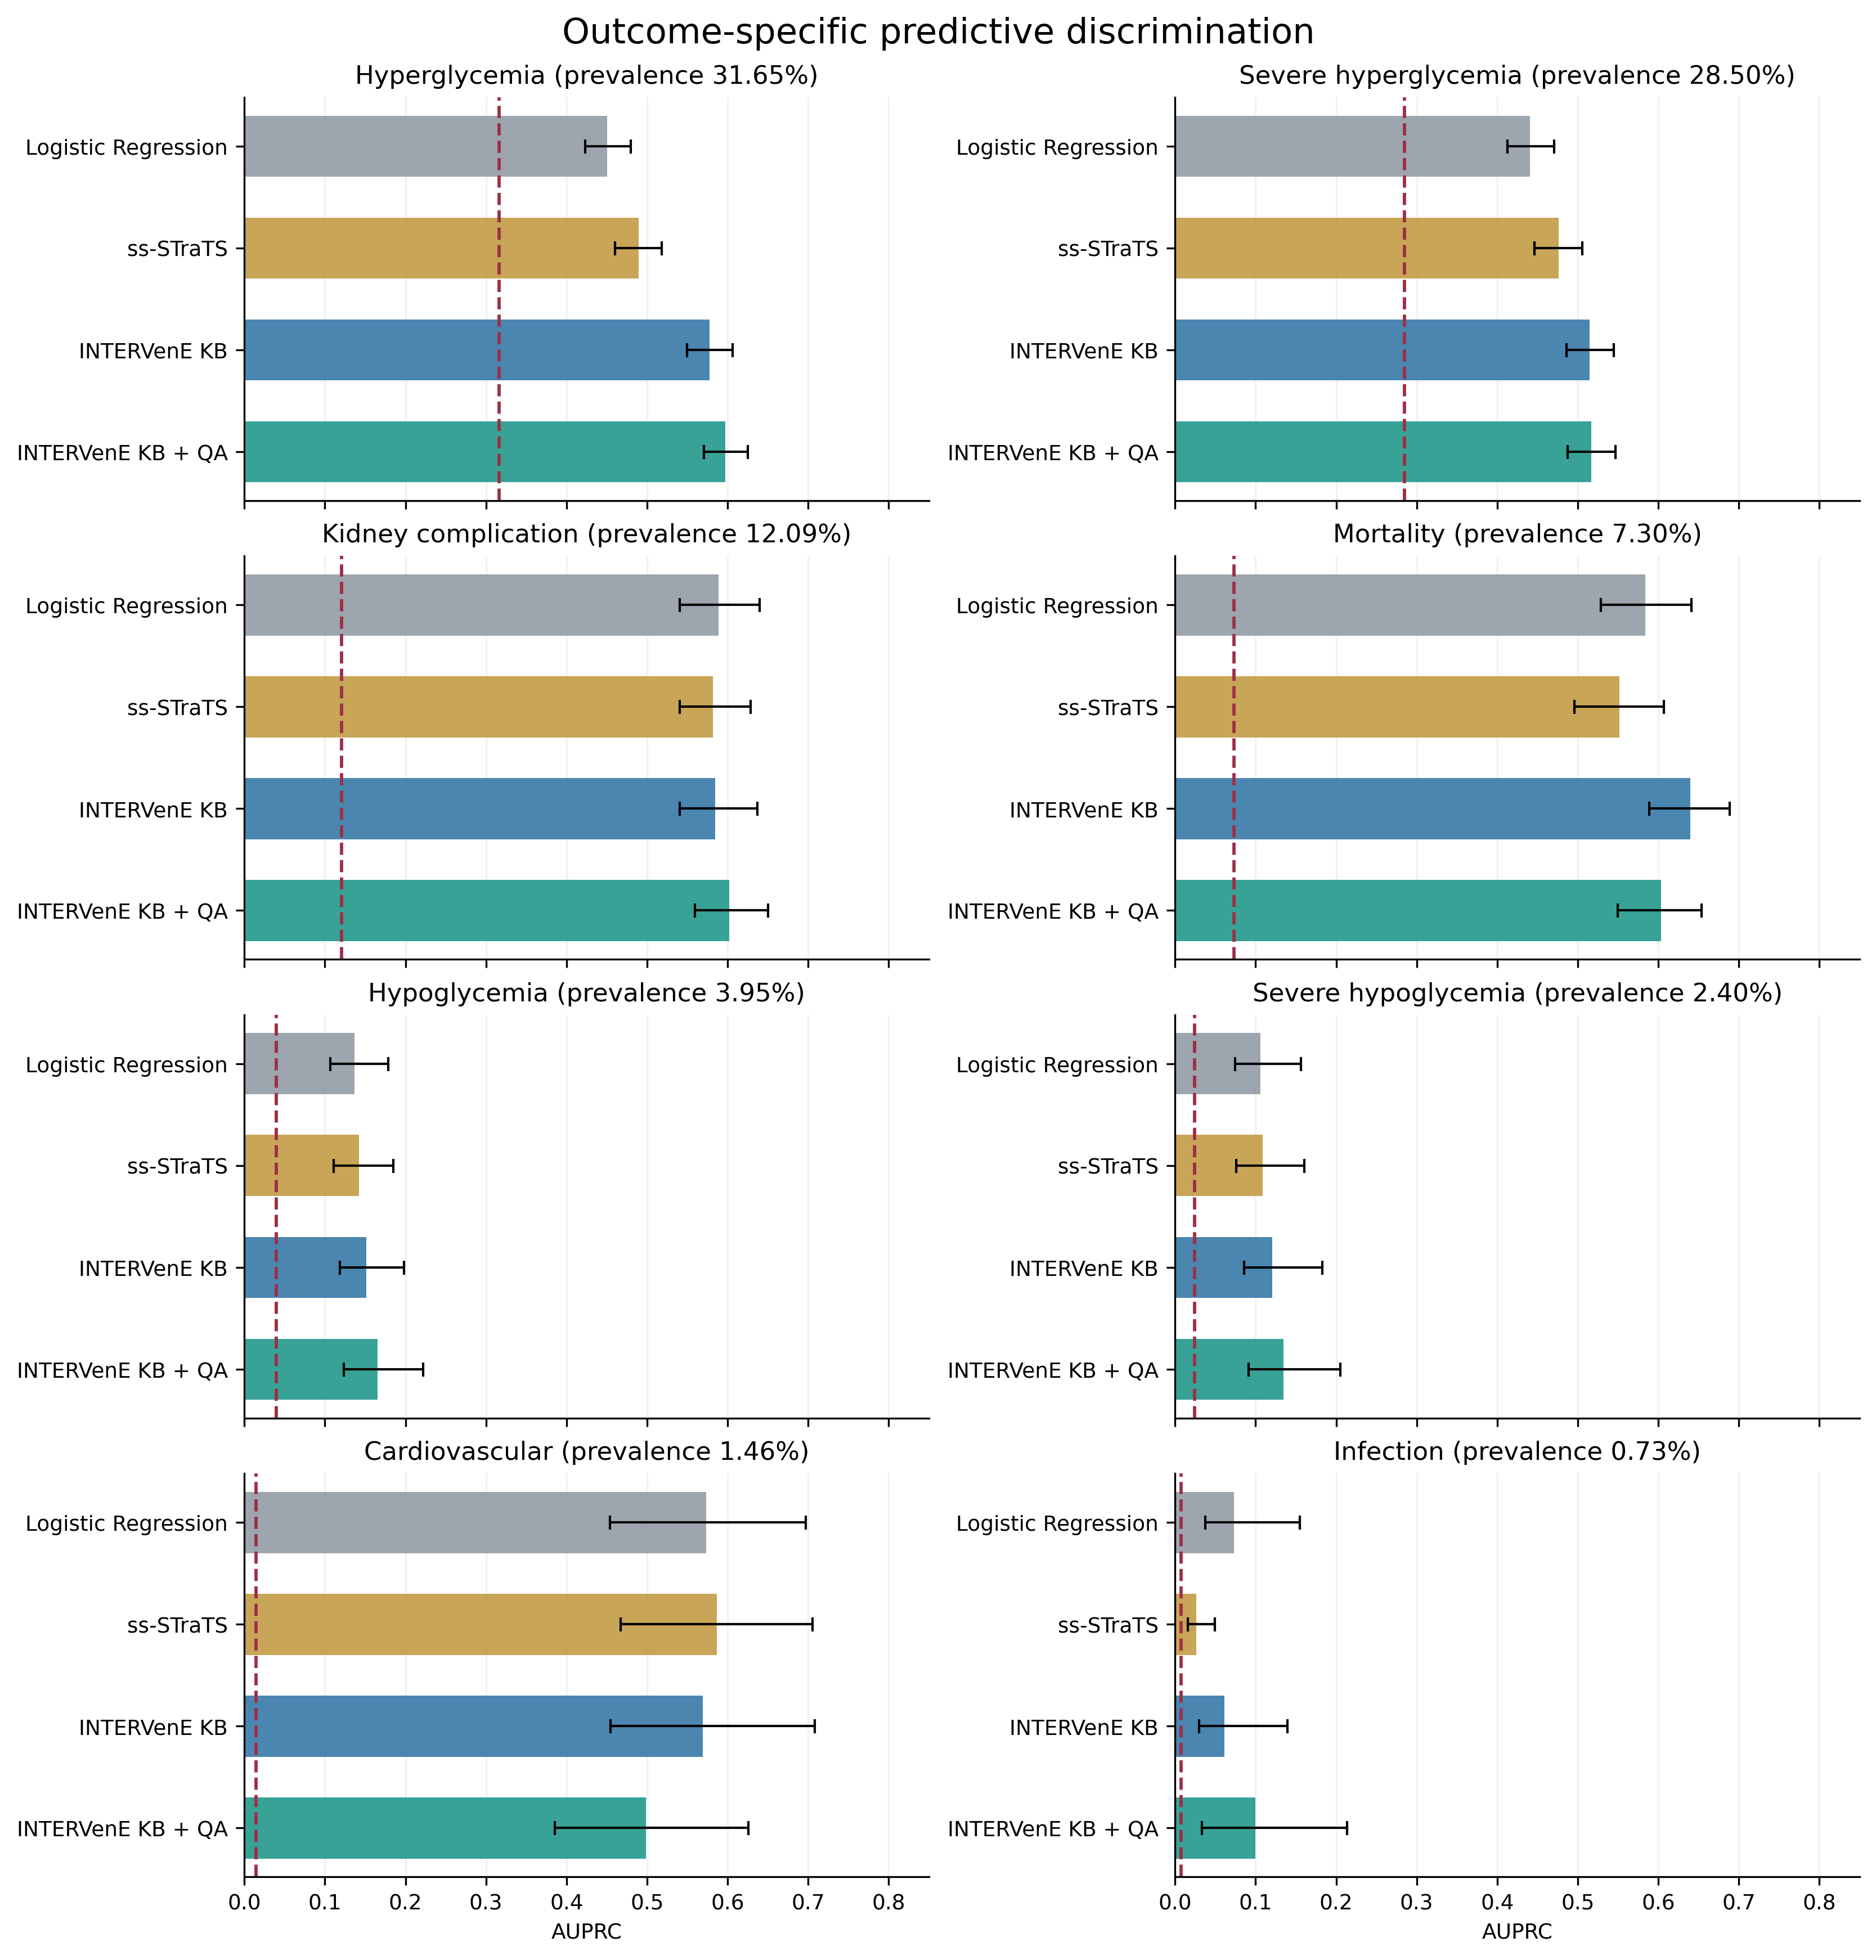 Outcome-specific predictive discrimination
Hyperglycemia (prevalence 31.65%)
Logistic Regression
ss-STraTS
INTERVenE KB
INTERVenE KB + QA
Severe hyperglycemia (prevalence 28.50%)
Logistic Regression
ss-STraTS
INTERVenE KB
INTERVenE KB + QA
Kidney complication (prevalence 12.09%)
Logistic Regression
ss-STraTS
INTERVenE KB
INTERVenE KB + QA
Mortality (prevalence 7.30%)
Logistic Regression
ss-STraTS
INTERVenE KB
INTERVenE KB + QA
Hypoglycemia (prevalence 3.95%)
Logistic Regression
ss-STraTS
INTERVenE KB
INTERVenE KB + QA
Severe hypoglycemia (prevalence 2.40%)
Logistic Regression
ss-STraTS
INTERVenE KB
INTERVenE KB + QA
Cardiovascular (prevalence 1.46%)
Logistic Regression
ss-STraTS
INTERVenE KB
INTERVenE KB + QA
0.0 0.1 0.2 0.3 0.4 0.5 0.6 0.7 0.8
AUPRC
Infection (prevalence 0.73%)
Logistic Regression
ss-STraTS
INTERVenE KB
INTERVenE KB + QA
0.0 0.1 0.2 0.3 0.4 0.5 0.6 0.7 0.8
AUPRC